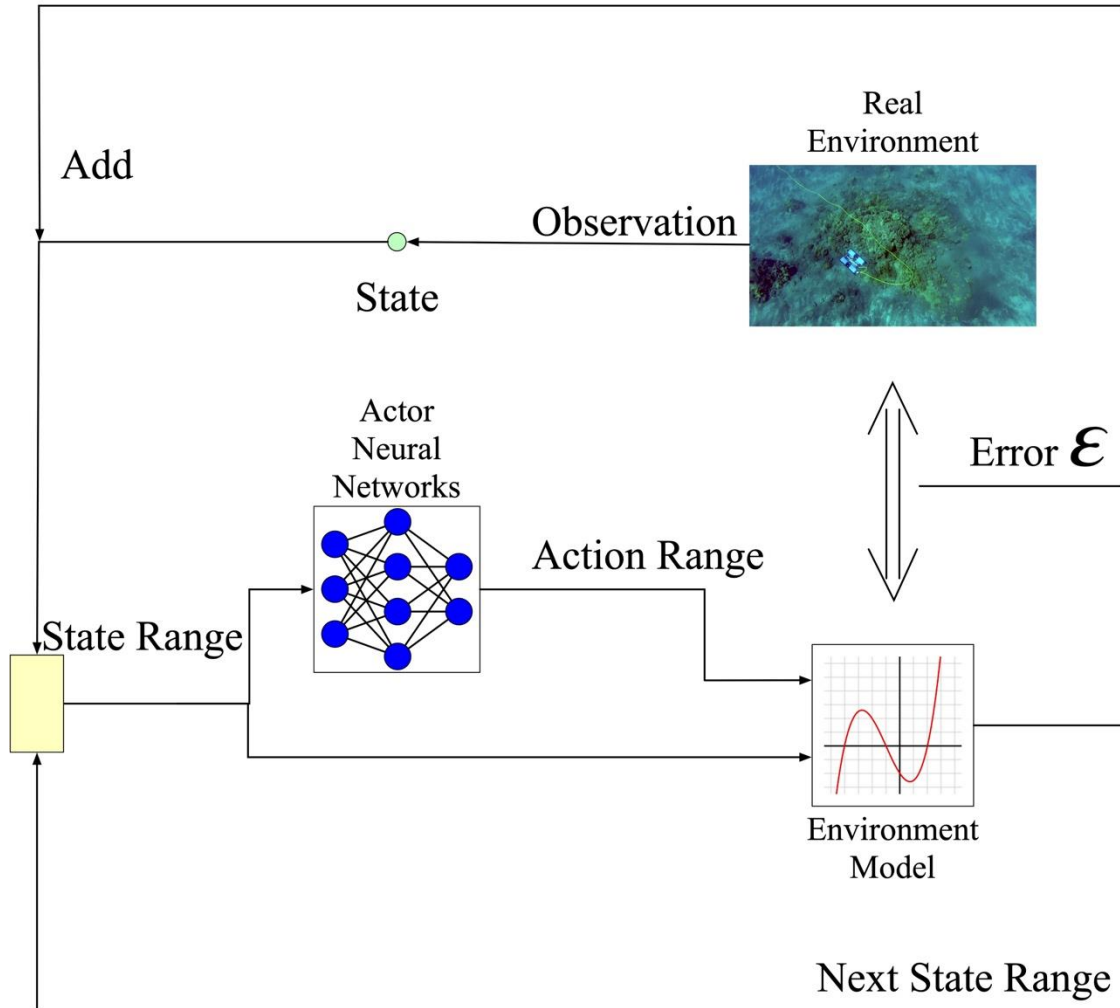 Real
Environment
Add
Observation
State
Actor
Neural
Networks
Error ε
Action Range
State Range
Environment
Model
Next State Range